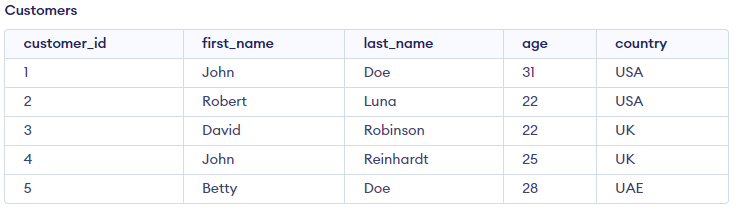 Customers
customer_id first_name last_name age country
1 John Doe 31 USA
2 Robert Luna 22 USA
3 David Robinson 22 UK
4 John Reinhardt 25 UK
5 Betty Doe 28 UAE